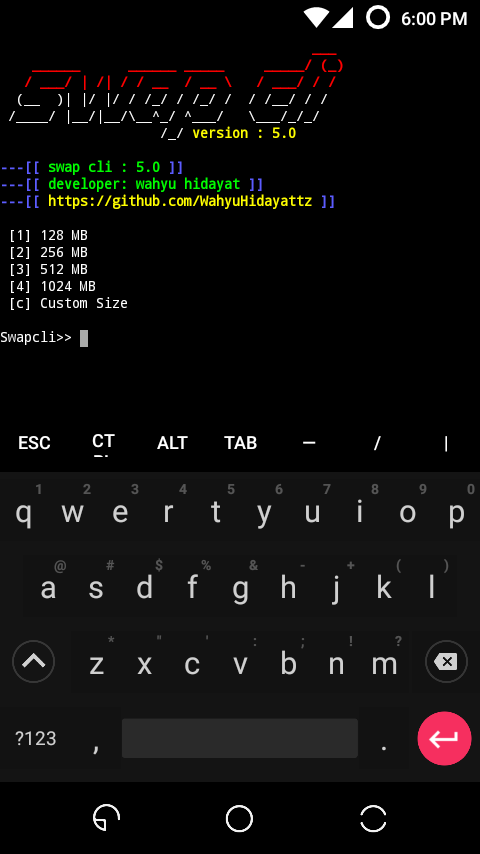 6:00 PM
swap cli
version : 5.0
---[[ swap cli : 5.0 ]]
---[[ developer: wahyu hidayat ]]
---[[ https://github.com/WahyuHidayattz ]]
[1] 128 MB
[2] 256 MB
[3] 512 MB
[4] 1024 MB
[c] Custom Size
Swapcli>>
ESC CT ALT TAB — / |
1 2 3 4 5 6 7 8 9 0
q w e r t y u i o p
@ # $ % & - + ( )
a s d f g h j k l
* " ' : ; ! ?
z x c v b n m
?123 , .